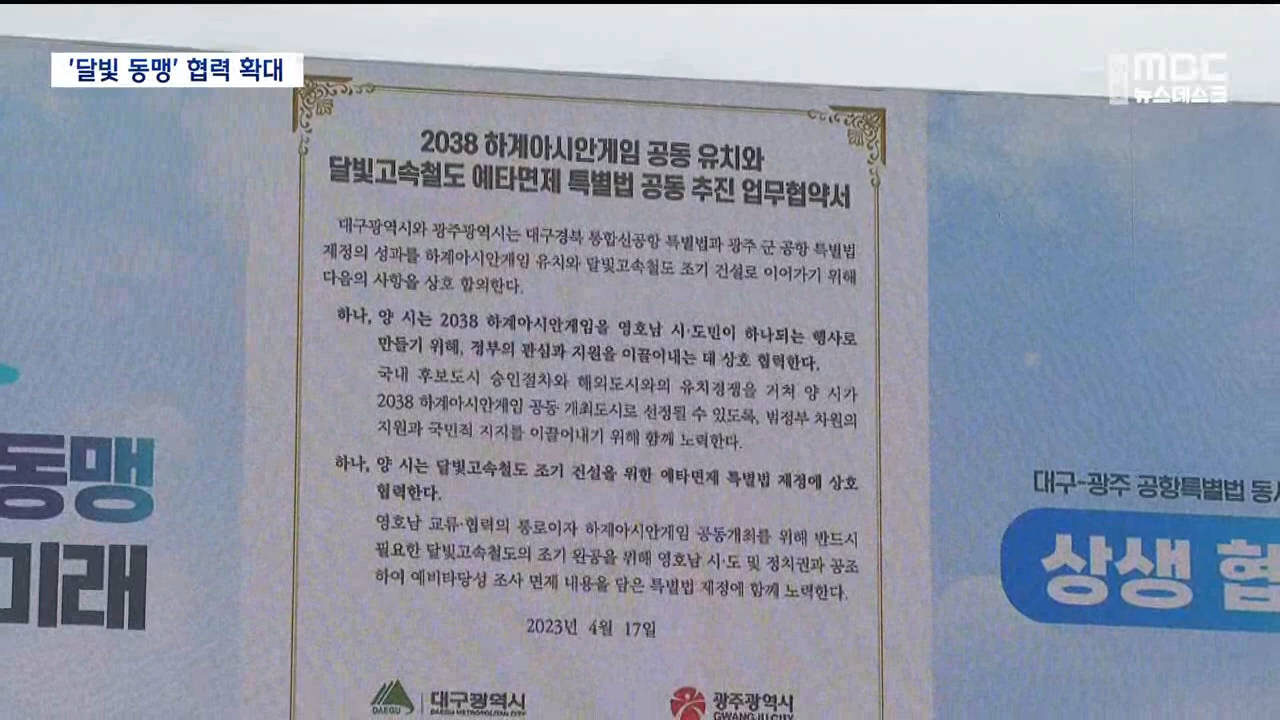 '달빛 동맹' 협력 확대
MBC
뉴스데스크
2038 하계아시안게임 공동 유치와
달빛고속철도 예타면제 특별법 공동 추진 업무협약서
대구광역시와 광주광역시는 대구경북 통합신공항 특별법과 광주 군 공항 특별법
제정의 성과를 하계아시안게임 유치와 달빛고속철도 조기 건설로 이어가기 위해
다음의 사항을 상호 합의한다.
하나, 양 시는 2038 하계아시안게임을 영호남 시·도민이 하나되는 행사로
만들기 위해, 정부의 관심과 지원을 이끌어내는 데 상호 협력한다.
국내 후보도시 승인절차와 해외도시와의 유치경쟁을 거쳐 양 시가
2038 하계아시안게임 공동 개최도시로 선정될 수 있도록, 범정부 차원의
지원과 국민적 지지를 이끌어내기 위해 함께 노력한다.
하나, 양 시는 달빛고속철도 조기 건설을 위한 예타면제 특별법 제정에 상호
협력한다.
영호남 교류·협력의 통로이자 하계아시안게임 공동개최를 위해 반드시
필요한 달빛고속철도의 조기 완공을 위해 영호남 시·도 및 정치권과 공조
하여 예비타당성 조사 면제 내용을 담은 특별법 제정에 함께 노력한다.
2023년 4월 17일
DAEGU
대구광역시
DAEGU METROPOLITAN CITY
광주광역시
GWANGJU CITY
동맹
미래
대구-광주 공항특별법 동시
상생 협